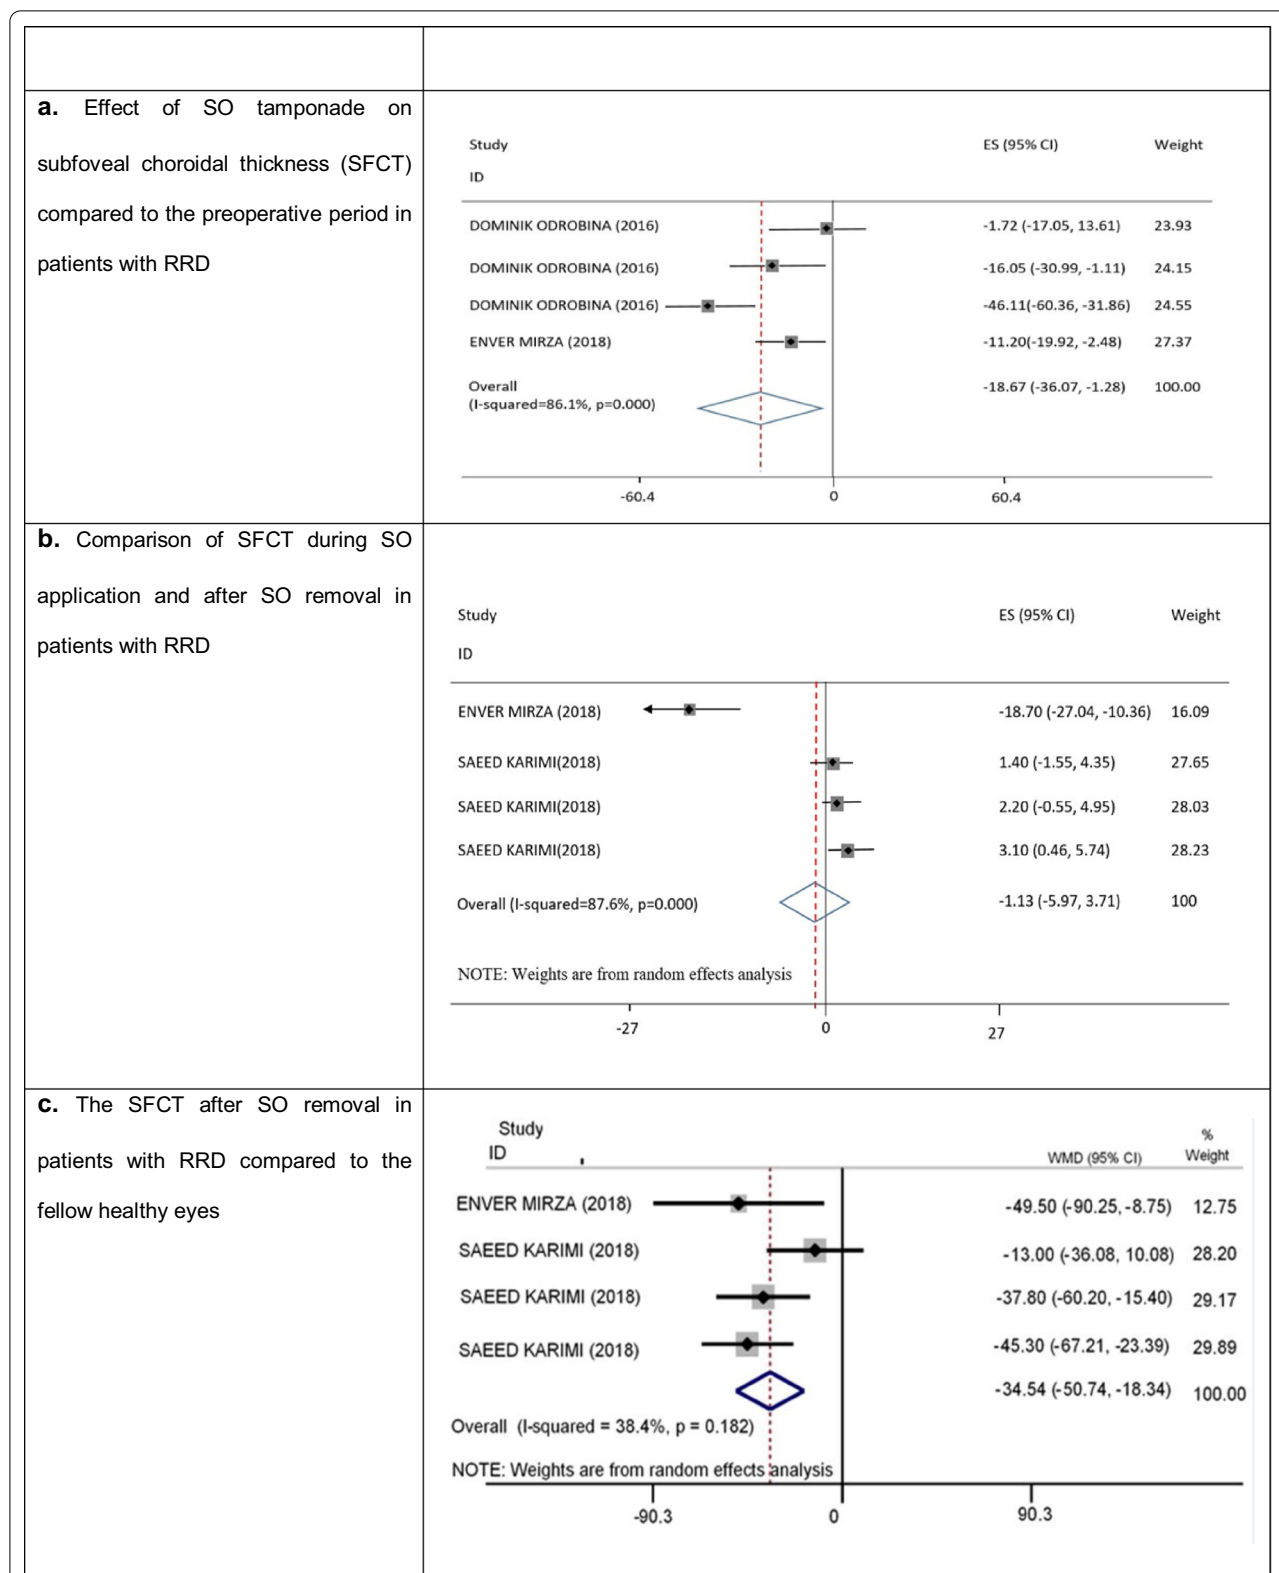 a. Effect of SO tamponade on
subfoveal choroidal thickness (SFCT)
compared to the preoperative period in
patients with RRD
Study ES (95% CI) Weight
ID
DOMINIK ODROBINA (2016) -1.72 (-17.05, 13.61) 23.93
DOMINIK ODROBINA (2016) -16.05 (-30.99, -1.11) 24.15
DOMINIK ODROBINA (2016) -46.11(-60.36, -31.86) 24.55
ENVER MIRZA (2018) -11.20(-19.92, -2.48) 27.37
Overall -18.67 (-36.07, -1.28) 100.00
(I-squared=86.1%, p=0.000)
-60.4 0 60.4
b. Comparison of SFCT during SO
application and after SO removal in
patients with RRD
Study ES (95% CI) Weight
ID
ENVER MIRZA (2018) -18.70 (-27.04, -10.36) 16.09
SAEED KARIMI(2018) 1.40 (-1.55, 4.35) 27.65
SAEED KARIMI(2018) 2.20 (-0.55, 4.95) 28.03
SAEED KARIMI(2018) 3.10 (0.46, 5.74) 28.23
Overall (I-squared=87.6%, p=0.000) -1.13 (-5.97, 3.71) 100
NOTE: Weights are from random effects analysis
-27 0 27
c. The SFCT after SO removal in
patients with RRD compared to the
fellow healthy eyes
Study %
ID WMD (95% CI) Weight
ENVER MIRZA (2018) -49.50 (-90.25, -8.75) 12.75
SAEED KARIMI (2018) -13.00 (-36.08, 10.08) 28.20
SAEED KARIMI (2018) -37.80 (-60.20, -15.40) 29.17
SAEED KARIMI (2018) -45.30 (-67.21, -23.39) 29.89
-34.54 (-50.74, -18.34) 100.00
Overall (I-squared = 38.4%, p = 0.182)
NOTE: Weights are from random effects analysis
-90.3 0 90.3